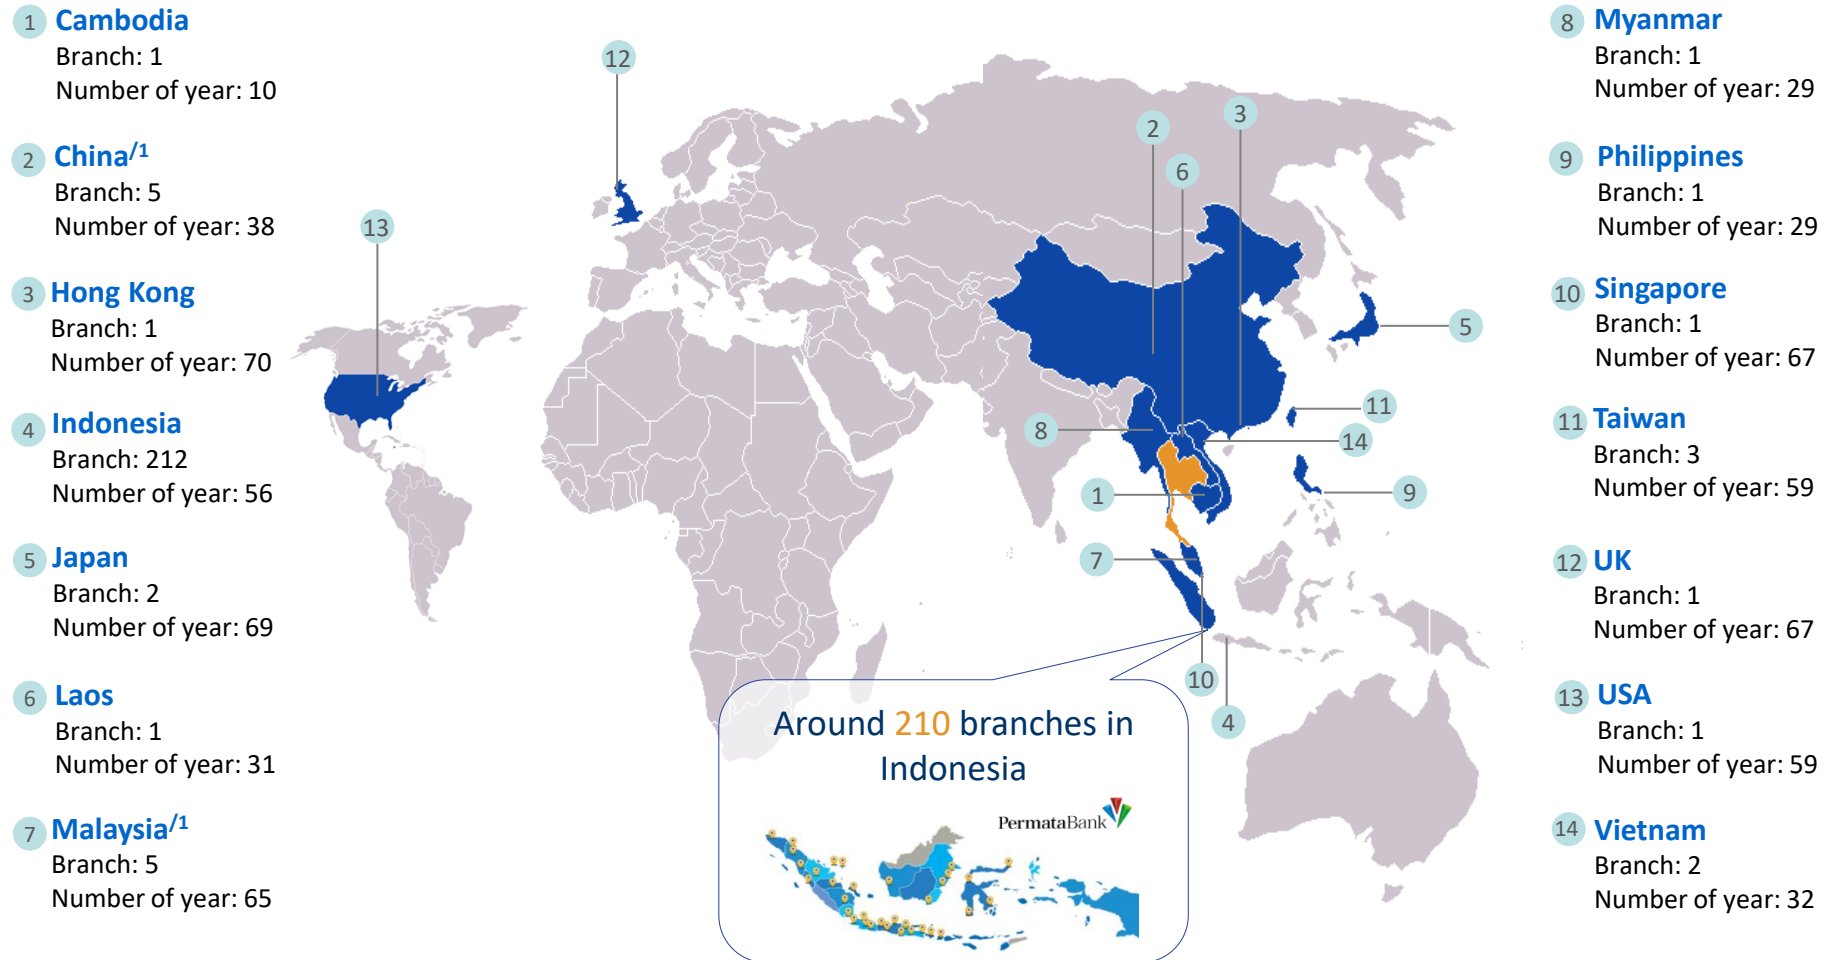 1 Cambodia
Branch: 1
Number of year: 10
2 China/1
Branch: 5
Number of year: 38
3 Hong Kong
Branch: 1
Number of year: 70
4 Indonesia
Branch: 212
Number of year: 56
5 Japan
Branch: 2
Number of year: 69
6 Laos
Branch: 1
Number of year: 31
7 Malaysia/1
Branch: 5
Number of year: 65
12
13
2
3
6
5
11
8
14
1
9
7
10
4
Around 210 branches in
Indonesia
PermataBank
8 Myanmar
Branch: 1
Number of year: 29
9 Philippines
Branch: 1
Number of year: 29
10 Singapore
Branch: 1
Number of year: 67
11 Taiwan
Branch: 3
Number of year: 59
12 UK
Branch: 1
Number of year: 67
13 USA
Branch: 1
Number of year: 59
14 Vietnam
Branch: 2
Number of year: 32